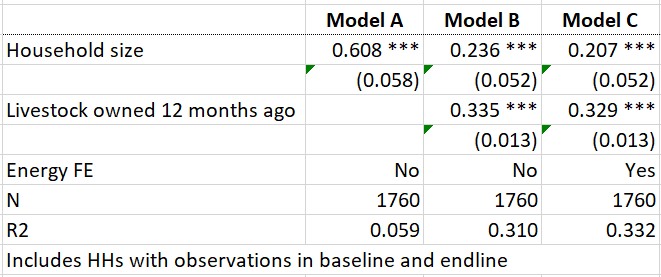 Model A Model B Model C
Household size 0.608 *** 0.236 *** 0.207 ***
(0.058) (0.052) (0.052)
Livestock owned 12 months ago 0.335 *** 0.329 ***
(0.013) (0.013)
Energy FE No No Yes
N 1760 1760 1760
R2 0.059 0.310 0.332
Includes HHs with observations in baseline and endline